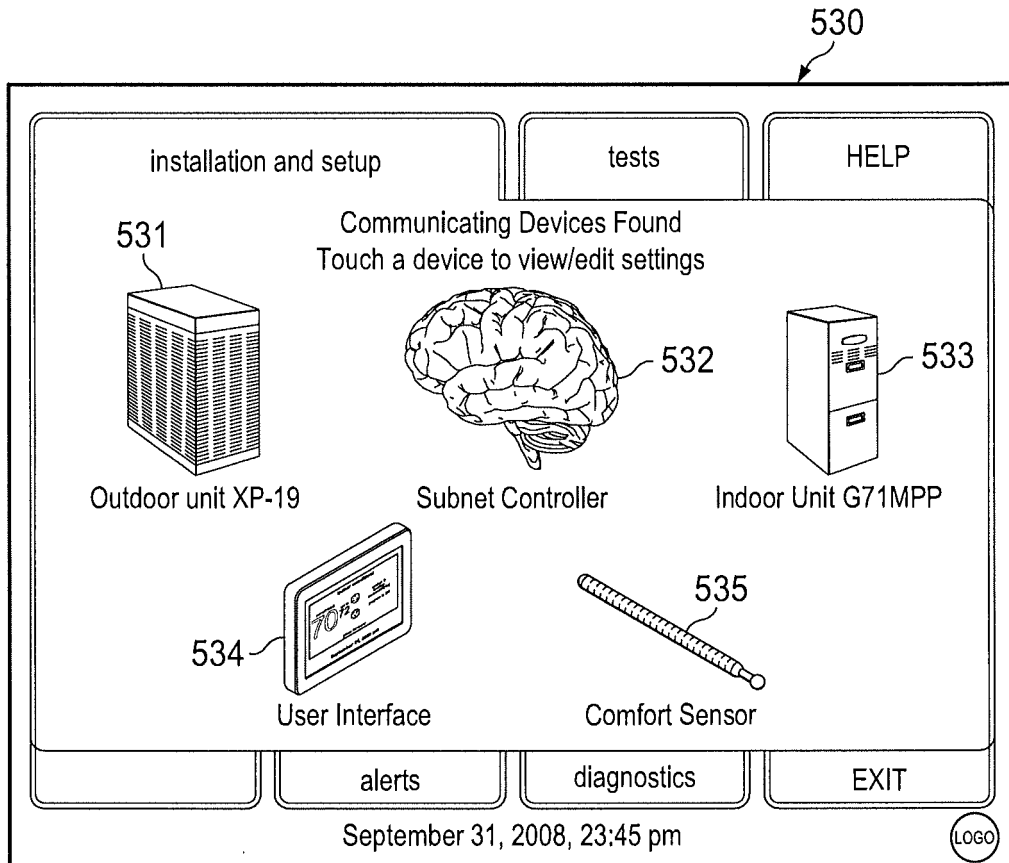 530
installation and setup
tests
HELP
Communicating Devices Found
Touch a device to view/edit settings
531
532
533
Outdoor unit XP-19
Subnet Controller
Indoor Unit G71MPP
70
534
535
User Interface
Comfort Sensor
alerts
diagnostics
EXIT
September 31, 2008, 23:45 pm
LOGO